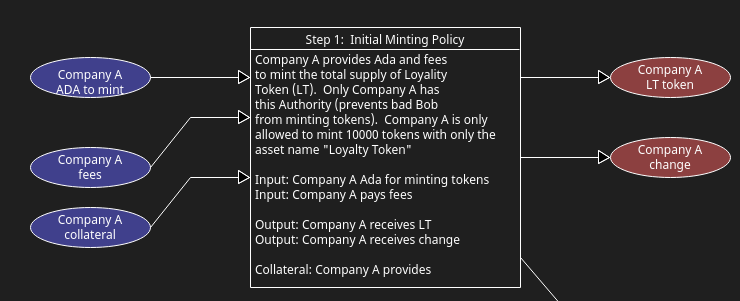 Step 1:  Initial Minting Policy
Company A provides Ada and fees
to mint the total supply of Loyality
Token (LT).  Only Company A has
this Authority (prevents bad Bob
from minting tokens).  Company A is only
allowed to mint 10000 tokens with only the
asset name "Loyalty Token"
Input: Company A Ada for minting tokens
Input: Company A pays fees
Output: Company A receives LT
Output: Company A receives change
Collateral: Company A provides
Company A
ADA to mint
Company A
fees
Company A
collateral
Company A
LT token
Company A
change